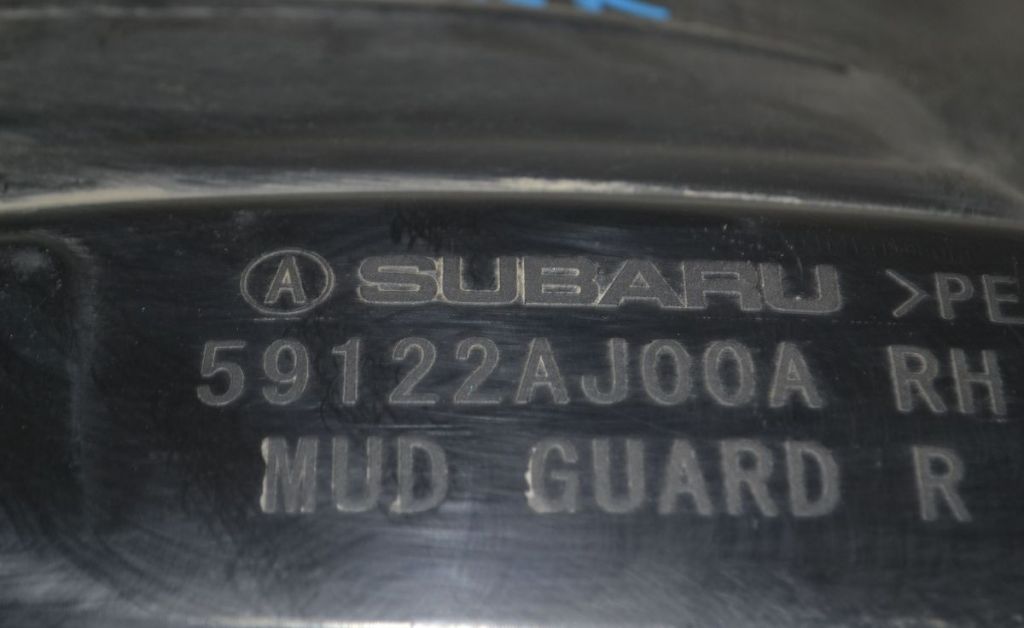 Ⓐ SUBARU >PE
59122AJ00A RH
MUD GUARD R